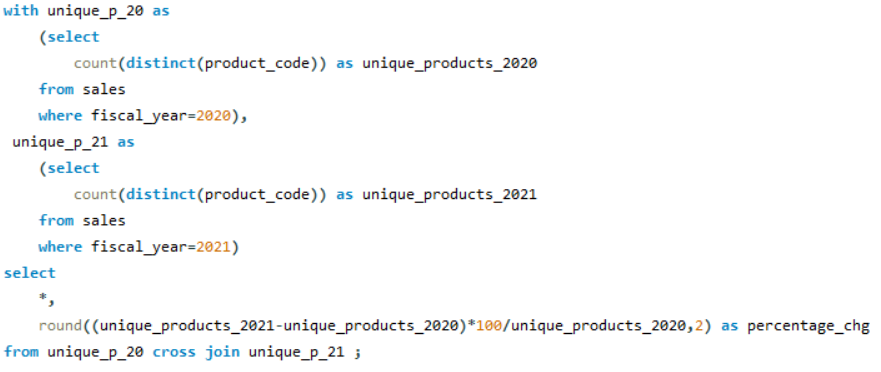 with unique_p_20 as
(select
count(distinct(product_code)) as unique_products_2020
from sales
where fiscal_year=2020),
unique_p_21 as
(select
count(distinct(product_code)) as unique_products_2021
from sales
where fiscal_year=2021)
select
*,
round((unique_products_2021-unique_products_2020)*100/unique_products_2020,2) as percentage_chg
from unique_p_20 cross join unique_p_21 ;